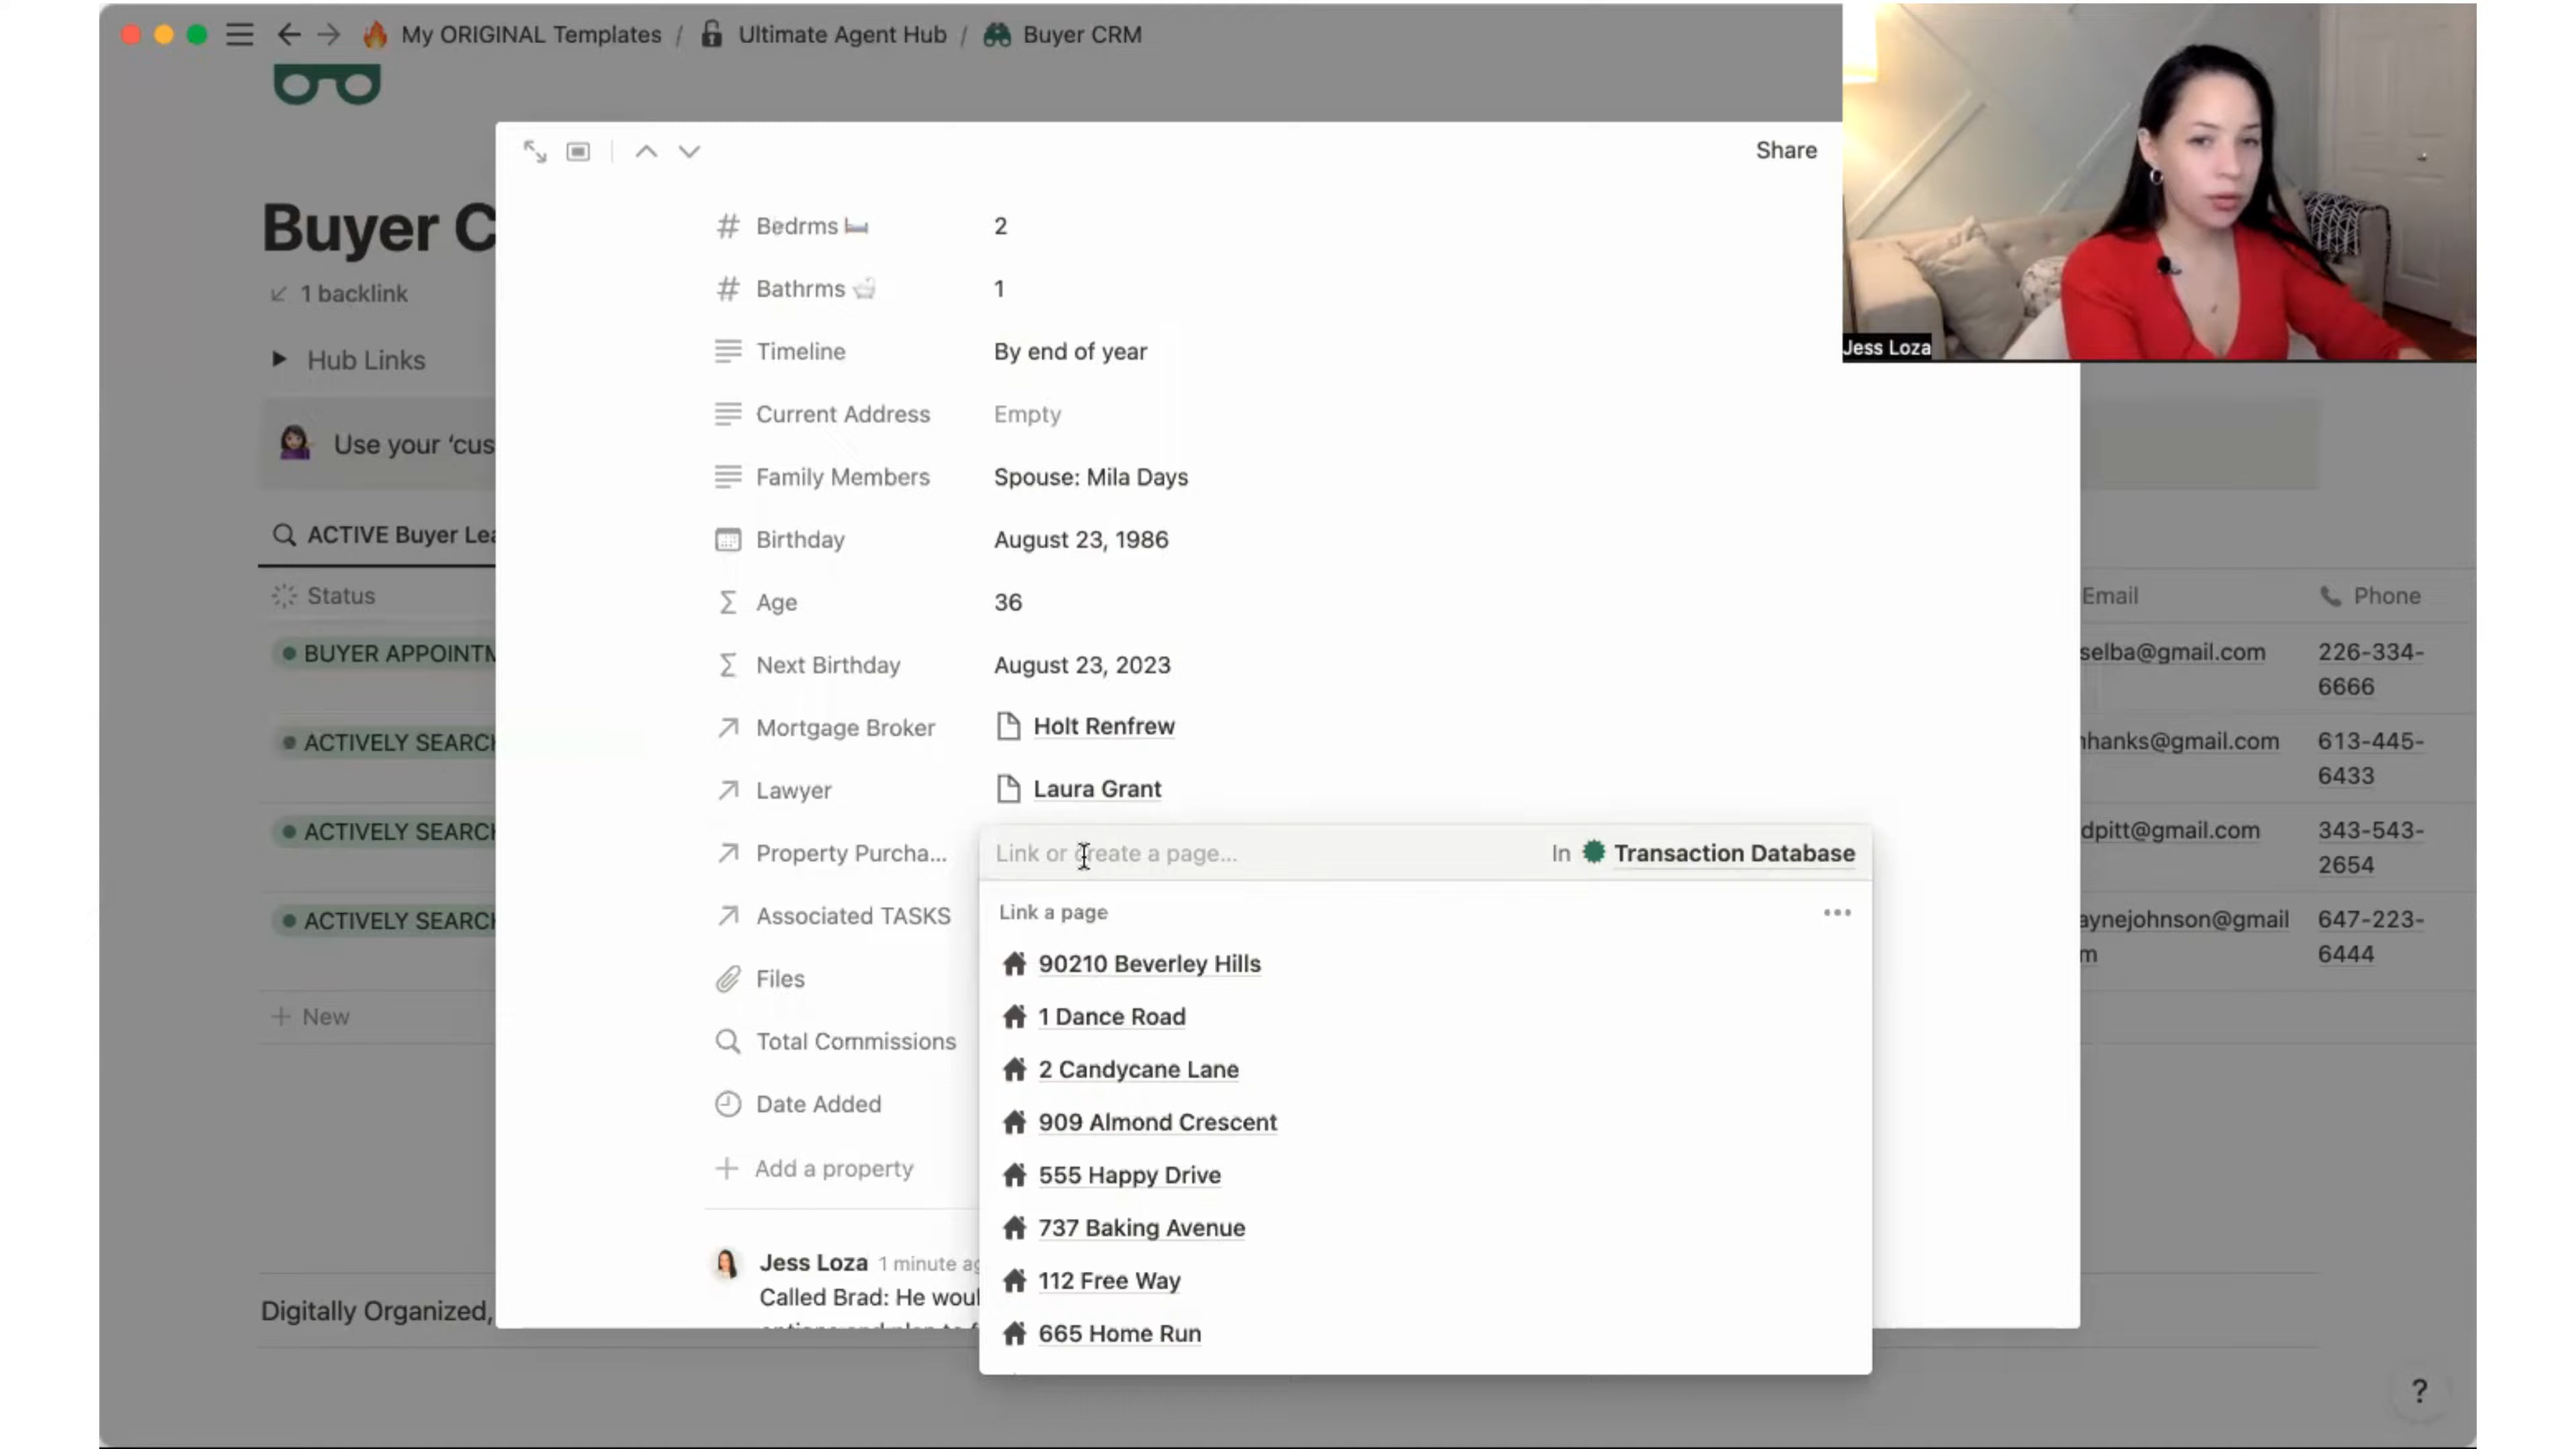 My ORIGINAL Templates / Ultimate Agent Hub / Buyer CRM
Share
Buyer C
1 backlink
Hub Links
Use your ‘cus
ACTIVE Buyer Lea
Status
BUYER APPOINTM
ACTIVELY SEARCH
ACTIVELY SEARCH
ACTIVELY SEARCH
+ New
Digitally Organized,
Bedrms 2
Bathrms 1
Timeline By end of year
Current Address Empty
Family Members Spouse: Mila Days
Birthday August 23, 1986
Age 36
Next Birthday August 23, 2023
Mortgage Broker Holt Renfrew
Lawyer Laura Grant
Property Purcha...
Associated TASKS
Files
Total Commissions
Date Added
+ Add a property
Jess Loza 1 minute ag
Called Brad: He woul
Link or create a page... In Transaction Database
Link a page
90210 Beverley Hills
1 Dance Road
2 Candycane Lane
909 Almond Crescent
555 Happy Drive
737 Baking Avenue
112 Free Way
665 Home Run
Jess Loza
Email Phone
selba@gmail.com 226-334-
6666
hhanks@gmail.com 613-445-
6433
dpitt@gmail.com 343-543-
2654
aynejohnson@gmail 647-223-
m 6444
?